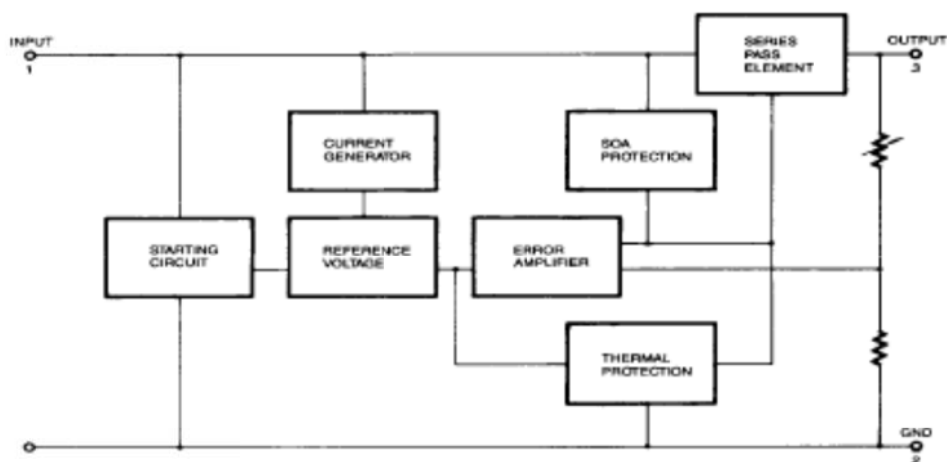 INPUT
1
SERIES
PASS
ELEMENT
OUTPUT
3
CURRENT
GENERATOR
SOA
PROTECTION
STARTING
CIRCUIT
REFERENCE
VOLTAGE
ERROR
AMPLIFIER
THERMAL
PROTECTION
GND
2